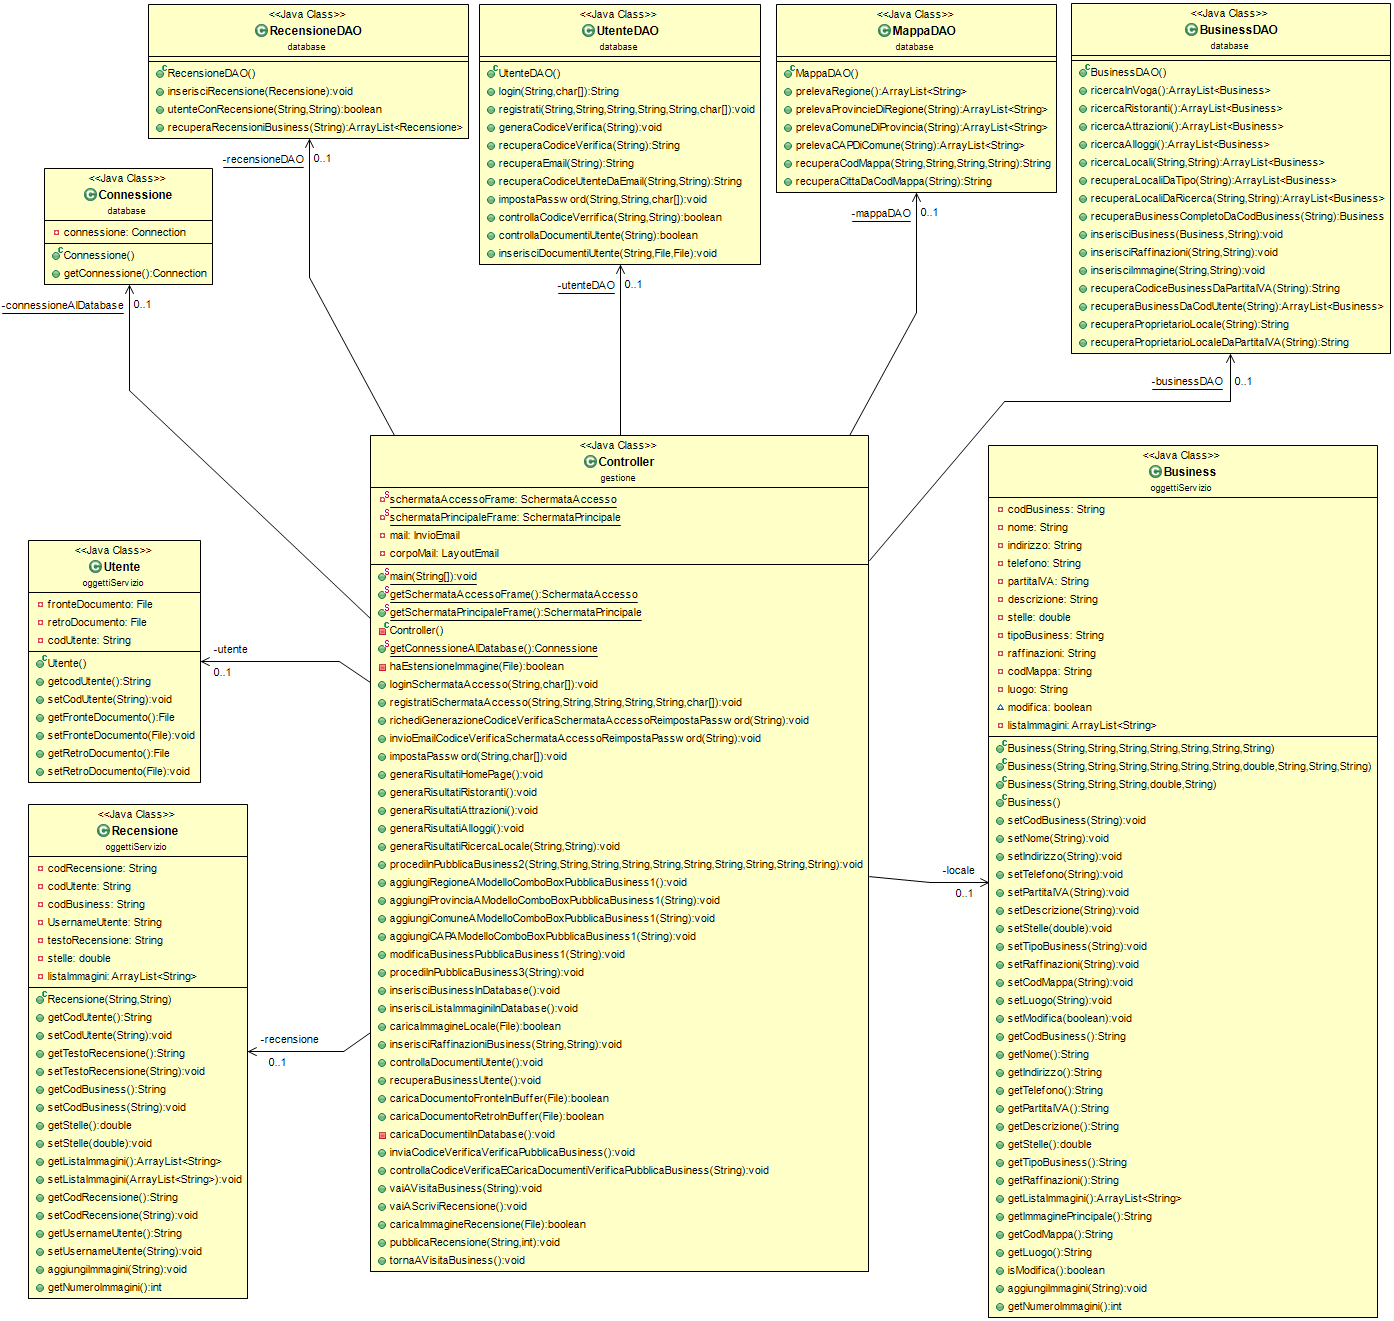 <<Java Class>>
RecensioneDAO
database
RecensioneDAO()
inserisciRecensione(Recensione):void
utenteConRecensione(String,String):boolean
recuperaRecensioniBusiness(String):ArrayList<Recensione>
<<Java Class>>
UtenteDAO
database
UtenteDAO()
login(String,char[]):String
registrati(String,String,String,String,String,char[]):void
generaCodiceVerifica(String):void
recuperaCodiceVerifica(String):String
recuperaEmail(String):String
recuperaCodiceUtenteDaEmail(String,String):String
impostaPassword(String,String,char[]):void
controllaCodiceVerrifica(String,String):boolean
controllaDocumentiUtente(String):boolean
inserisciDocumentiUtente(String,File,File):void
<<Java Class>>
MappaDAO
database
MappaDAO()
prelevaRegione():ArrayList<String>
prelevaProvincieDiRegione(String):ArrayList<String>
prelevaComuneDiProvincia(String):ArrayList<String>
prelevaCAPDiComune(String):ArrayList<String>
recuperaCodMappa(String,String,String,String):String
recuperaCittaDaCodMappa(String):String
<<Java Class>>
BusinessDAO
database
BusinessDAO()
ricercaInVoga():ArrayList<Business>
ricercaRistoranti():ArrayList<Business>
ricercaAttrazioni():ArrayList<Business>
ricercaAlloggi():ArrayList<Business>
ricercaLocali(String,String):ArrayList<Business>
recuperaLocaliDaTipo(String):ArrayList<Business>
recuperaLocaliDaRicerca(String,String):ArrayList<Business>
recuperaBusinessCompletoDaCodBusiness(String):Business
inserisciBusiness(Business,String):void
inserisciRaffinazioni(String,String):void
inserisciImmagine(String,String):void
recuperaCodiceBusinessDaPartitaIVA(String):String
recuperaBusinessDaCodUtente(String):ArrayList<Business>
recuperaProprietarioLocale(String):String
recuperaProprietarioLocaleDaPartitaIVA(String):String
-recensioneDAO
0..1
-utenteDAO
0..1
-mappaDAO
0..1
-businessDAO
0..1
<<Java Class>>
Connessione
database
connessione: Connection
Connessione()
getConnessione():Connection
-connessioneAlDatabase
0..1
<<Java Class>>
Controller
gestione
schermataAccessoFrame: SchermataAccesso
schermataPrincipaleFrame: SchermataPrincipale
mail: InvioEmail
corpoMail: LayoutEmail
main(String[]):void
getSchermataAccessoFrame():SchermataAccesso
getSchermataPrincipaleFrame():SchermataPrincipale
Controller()
getConnessioneAlDatabase():Connessione
haEstensioneImmagine(File):boolean
loginSchermataAccesso(String,char[]):void
registratiSchermataAccesso(String,String,String,String,String,char[]):void
richediGenerazioneCodiceVerificaSchermataAccessoReimpostaPassword(String):void
invioEmailCodiceVerificaSchermataAccessoReimpostaPassword(String):void
impostaPassword(String,char[]):void
generaRisultatiHomePage():void
generaRisultatiRistoranti():void
generaRisultatiAttrazioni():void
generaRisultatiAlloggi():void
generaRisultatiRicercaLocale(String,String):void
procediInPubblicaBusiness2(String,String,String,String,String,String,String,String,String,String):void
aggiungiRegioneAModelloComboBoxPubblicaBusiness1():void
aggiungiProvinciaAModelloComboBoxPubblicaBusiness1(String):void
aggiungiComuneAModelloComboBoxPubblicaBusiness1(String):void
aggiungiCAPAModelloComboBoxPubblicaBusiness1(String):void
modificaBusinessPubblicaBusiness1(String):void
procediInPubblicaBusiness3(String):void
inserisciBusinessInDatabase():void
inserisciListaImmaginiInDatabase():void
caricaImmagineLocale(File):boolean
inserisciRaffinazioniBusiness(String,String):void
controllaDocumentiUtente():void
recuperaBusinessUtente():void
caricaDocumentoFronteInBuffer(File):boolean
caricaDocumentoRetroInBuffer(File):boolean
caricaDocumentiInDatabase():void
inviaCodiceVerificaVerificaPubblicaBusiness():void
controllaCodiceVerificaECaricaDocumentiVerificaPubblicaBusiness(String):void
vaiAVisitaBusiness(String):void
vaiAScriviRecensione():void
caricaImmagineRecensione(File):boolean
pubblicaRecensione(String,int):void
tornaAVisitaBusiness():void
<<Java Class>>
Utente
oggettiServizio
fronteDocumento: File
retroDocumento: File
codUtente: String
Utente()
getcodUtente():String
setCodUtente(String):void
getFronteDocumento():File
setFronteDocumento(File):void
getRetroDocumento():File
setRetroDocumento(File):void
-utente
0..1
<<Java Class>>
Recensione
oggettiServizio
codRecensione: String
codUtente: String
codBusiness: String
UsernameUtente: String
testoRecensione: String
stelle: double
listaImmagini: ArrayList<String>
Recensione(String,String)
getCodUtente():String
setCodUtente(String):void
getTestoRecensione():String
setTestoRecensione(String):void
getCodBusiness():String
setCodBusiness(String):void
getStelle():double
setStelle(double):void
getListaImmagini():ArrayList<String>
setListaImmagini(ArrayList<String>):void
getCodRecensione():String
setCodRecensione(String):void
getUsernameUtente():String
setUsernameUtente(String):void
aggiungiImmagini(String):void
getNumeroImmagini():int
-recensione
0..1
-locale
0..1
<<Java Class>>
Business
oggettiServizio
codBusiness: String
nome: String
indirizzo: String
telefono: String
partitaIVA: String
descrizione: String
stelle: double
tipoBusiness: String
raffinazioni: String
codMappa: String
luogo: String
modifica: boolean
listaImmagini: ArrayList<String>
Business(String,String,String,String,String,String,String)
Business(String,String,String,String,String,String,double,String,String,String)
Business(String,String,String,double,String)
Business()
setCodBusiness(String):void
setNome(String):void
setIndirizzo(String):void
setTelefono(String):void
setPartitaIVA(String):void
setDescrizione(String):void
setStelle(double):void
setTipoBusiness(String):void
setRaffinazioni(String):void
setCodMappa(String):void
setLuogo(String):void
setModifica(boolean):void
getCodBusiness():String
getNome():String
getIndirizzo():String
getTelefono():String
getPartitaIVA():String
getDescrizione():String
getStelle():double
getTipoBusiness():String
getRaffinazioni():String
getListaImmagini():ArrayList<String>
getImmaginePrincipale():String
getCodMappa():String
getLuogo():String
isModifica():boolean
aggiungiImmagini(String):void
getNumeroImmagini():int